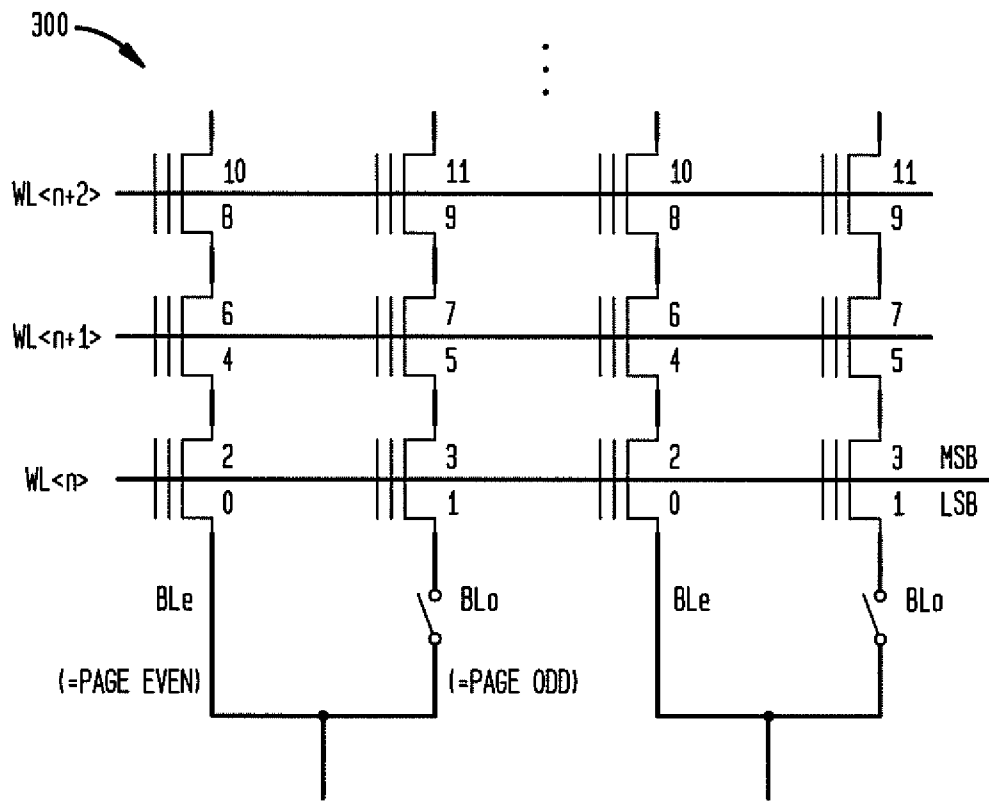 300
10 11 10 11
WL<n+2>
8 9 8 9
6 7 6 7
WL<n+1>
4 5 4 5
2 3 2 3 MSB
WL<n>
0 1 0 1 LSB
BLe BLo BLe BLo
(=PAGE EVEN) (=PAGE ODD)